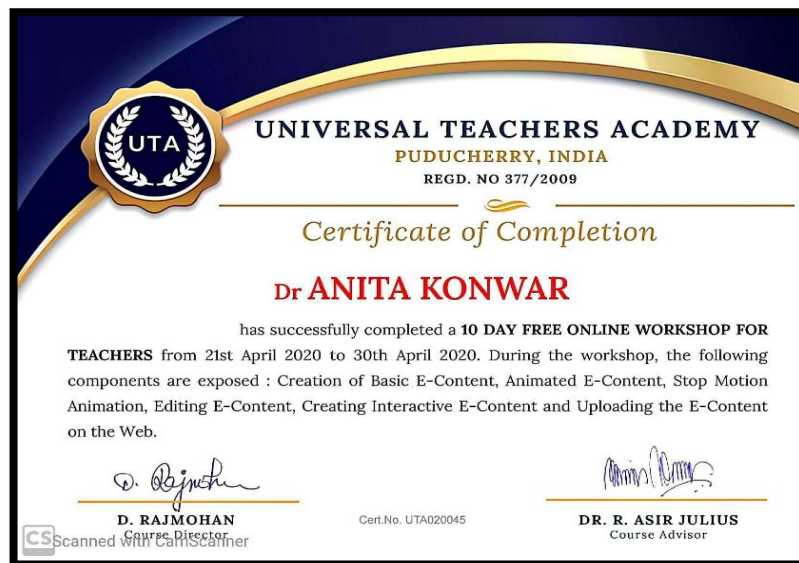 UTA
UNIVERSAL TEACHERS ACADEMY
PUDUCHERRY, INDIA
REGD. NO 377/2009
Certificate of Completion
Dr ANITA KONWAR
has successfully completed a 10 DAY FREE ONLINE WORKSHOP FOR
TEACHERS from 21st April 2020 to 30th April 2020. During the workshop, the following
components are exposed : Creation of Basic E-Content, Animated E-Content, Stop Motion
Animation, Editing E-Content, Creating Interactive E-Content and Uploading the E-Content
on the Web.
D. Rajmohan
D. RAJMOHAN
Course Director
Cert.No. UTA020045
DR. R. ASIR JULIUS
Course Advisor
CS Scanned with CamScanner